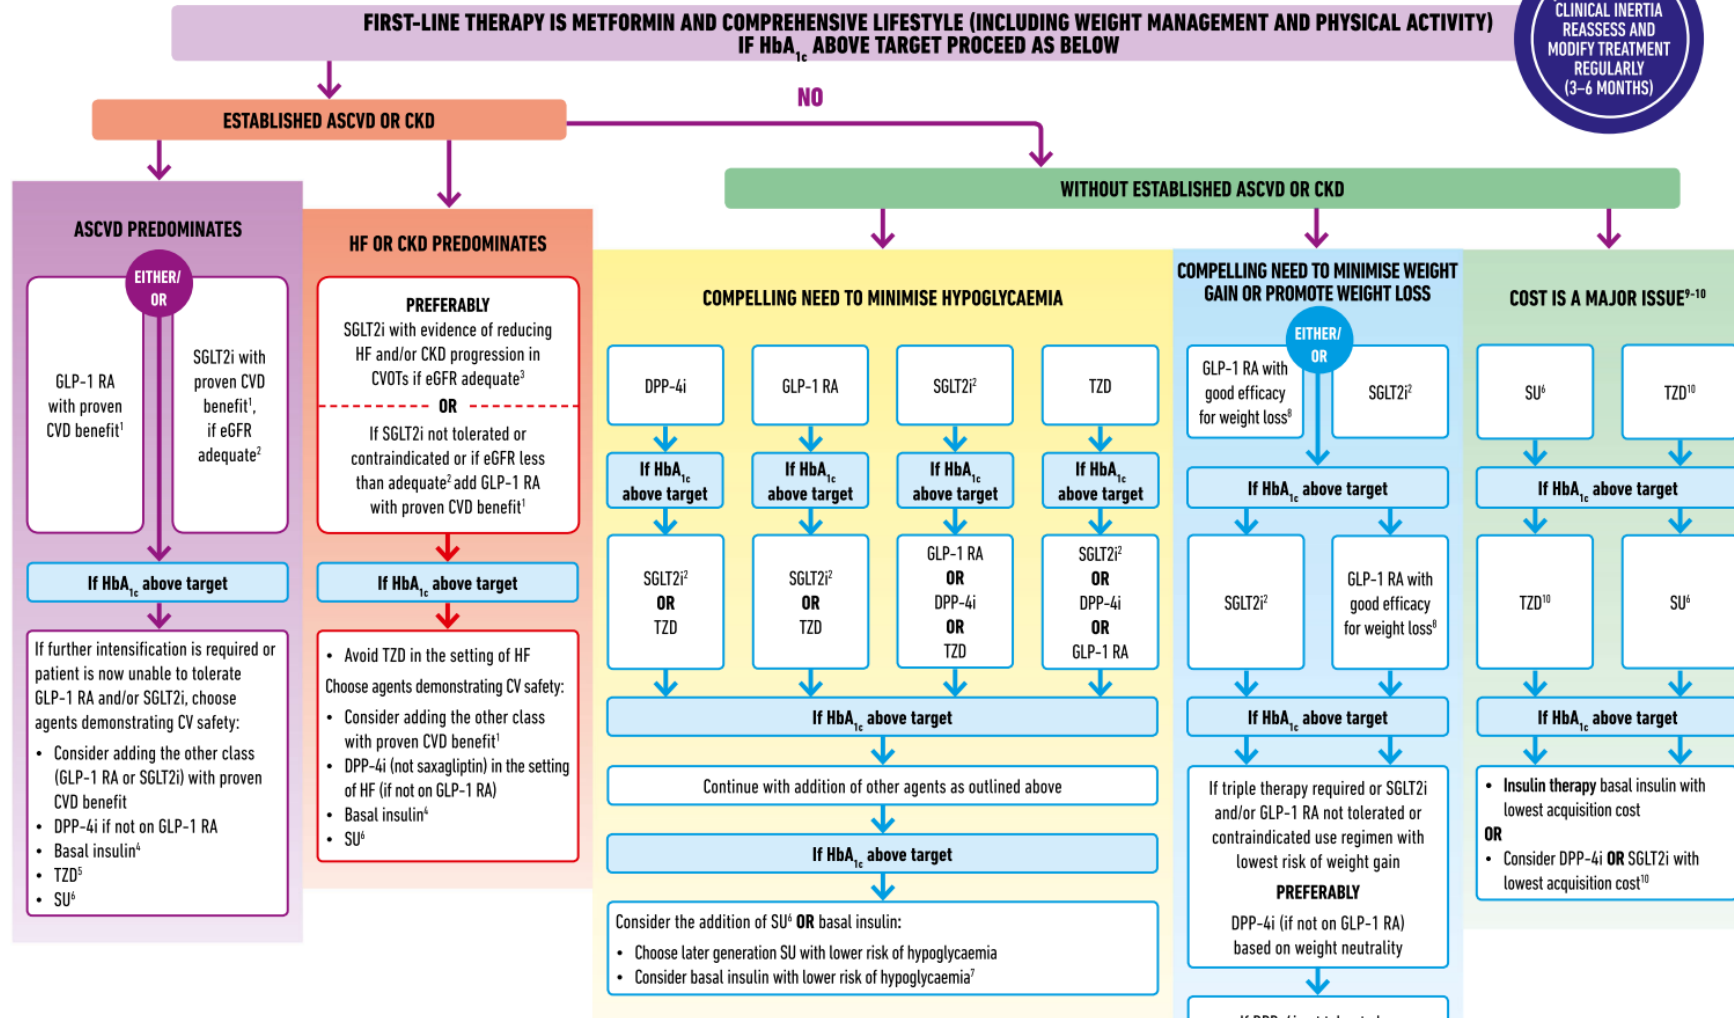 FIRST-LINE THERAPY IS METFORMIN AND COMPREHENSIVE LIFESTYLE (INCLUDING WEIGHT MANAGEMENT AND PHYSICAL ACTIVITY)
IF HbA1c ABOVE TARGET PROCEED AS BELOW
CLINICAL INERTIA
REASSESS AND
MODIFY TREATMENT
REGULARLY
(3–6 MONTHS)
NO
ESTABLISHED ASCVD OR CKD
WITHOUT ESTABLISHED ASCVD OR CKD
ASCVD PREDOMINATES
EITHER/
OR
GLP-1 RA
with proven
CVD benefit¹
SGLT2i with
proven CVD
benefit¹,
if eGFR
adequate²
If HbA1c above target
If further intensification is required or
patient is now unable to tolerate
GLP-1 RA and/or SGLT2i, choose
agents demonstrating CV safety:
• Consider adding the other class
(GLP-1 RA or SGLT2i) with proven
CVD benefit
• DPP-4i if not on GLP-1 RA
• Basal insulin⁴
• TZD⁵
• SU⁶
HF OR CKD PREDOMINATES
PREFERABLY
SGLT2i with evidence of reducing
HF and/or CKD progression in
CVOTs if eGFR adequate³
OR
If SGLT2i not tolerated or
contraindicated or if eGFR less
than adequate² add GLP-1 RA
with proven CVD benefit¹
If HbA1c above target
• Avoid TZD in the setting of HF
Choose agents demonstrating CV safety:
• Consider adding the other class
with proven CVD benefit¹
• DPP-4i (not saxagliptin) in the setting
of HF (if not on GLP-1 RA)
• Basal insulin⁴
• SU⁶
COMPELLING NEED TO MINIMISE HYPOGLYCAEMIA
DPP-4i
If HbA1c
above target
SGLT2i²
OR
TZD
GLP-1 RA
If HbA1c
above target
SGLT2i²
OR
TZD
SGLT2i²
If HbA1c
above target
GLP-1 RA
OR
DPP-4i
OR
TZD
TZD
If HbA1c
above target
SGLT2i²
OR
DPP-4i
OR
GLP-1 RA
If HbA1c above target
Continue with addition of other agents as outlined above
If HbA1c above target
Consider the addition of SU⁶ OR basal insulin:
• Choose later generation SU with lower risk of hypoglycaemia
• Consider basal insulin with lower risk of hypoglycaemia⁷
COMPELLING NEED TO MINIMISE WEIGHT
GAIN OR PROMOTE WEIGHT LOSS
EITHER/
OR
GLP-1 RA with
good efficacy
for weight loss⁸
SGLT2i²
If HbA1c above target
SGLT2i²
GLP-1 RA with
good efficacy
for weight loss⁸
If HbA1c above target
If triple therapy required or SGLT2i
and/or GLP-1 RA not tolerated or
contraindicated use regimen with
lowest risk of weight gain
PREFERABLY
DPP-4i (if not on GLP-1 RA)
based on weight neutrality
COST IS A MAJOR ISSUE⁹⁻¹⁰
SU⁶
TZD¹⁰
If HbA1c above target
TZD¹⁰
SU⁶
If HbA1c above target
• Insulin therapy basal insulin with
lowest acquisition cost
OR
• Consider DPP-4i OR SGLT2i with
lowest acquisition cost¹⁰